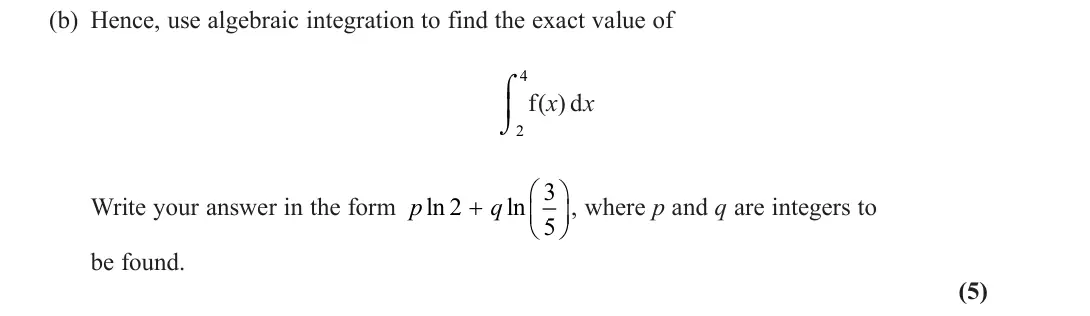 (b) Hence, use algebraic integration to find the exact value of
∫₂⁴ f(x) dx
Write your answer in the form p ln 2 + q ln(3/5), where p and q are integers to
be found.
(5)